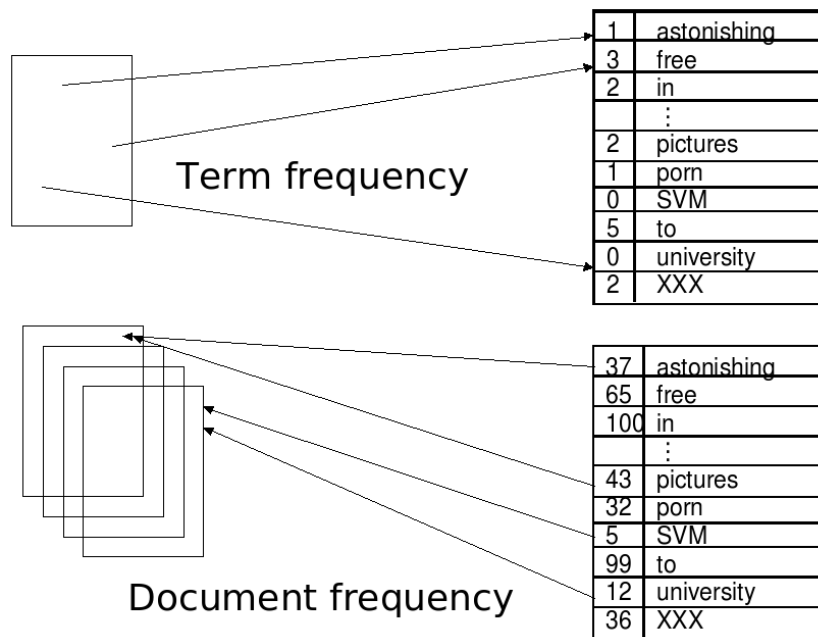 1 astonishing
3 free
2 in
⋮
2 pictures
1 porn
0 SVM
5 to
0 university
2 XXX
Term frequency
37 astonishing
65 free
100 in
⋮
43 pictures
32 porn
5 SVM
99 to
12 university
36 XXX
Document frequency